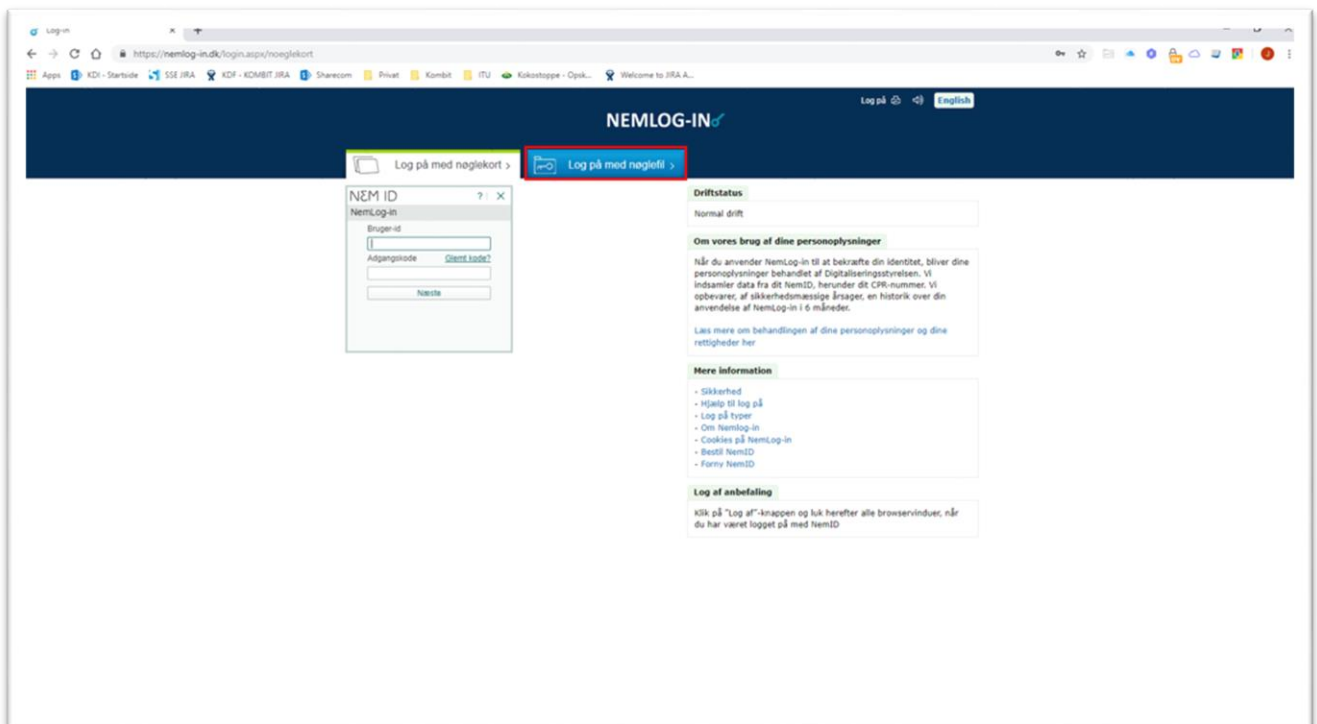 Log-in
https://nemlog-in.dk/login.aspx/noeglekort
Apps KDI - Startside SSE JIRA KDF - KOMBIT JIRA Sharecom Privat Kombit ITU Kokostoppe - Opsk... Welcome to JIRA A...
Log på English
NEMLOG-IN
Log på med nøglekort > Log på med nøglefil >
NEM ID ?
NemLog-in
Bruger-id
Adgangskode Glemt kode?
Næste
Driftstatus
Normal drift
Om vores brug af dine personoplysninger
Når du anvender NemLog-in til at bekræfte din identitet, bliver dine
personoplysninger behandlet af Digitaliseringsstyrelsen. Vi
indsamler data fra dit NemID, herunder dit CPR-nummer. Vi
opbevarer, af sikkerhedsmæssige årsager, en historik over din
anvendelse af NemLog-in i 6 måneder.
Læs mere om behandlingen af dine personoplysninger og dine
rettigheder her
Mere information
- Sikkerhed
- Hjælp til log på
- Log på typer
- Om Nemlog-in
- Cookies på NemLog-in
- Bestil NemID
- Forny NemID
Log af anbefaling
Klik på "Log af"-knappen og luk herefter alle browservinduer, når
du har været logget på med NemID